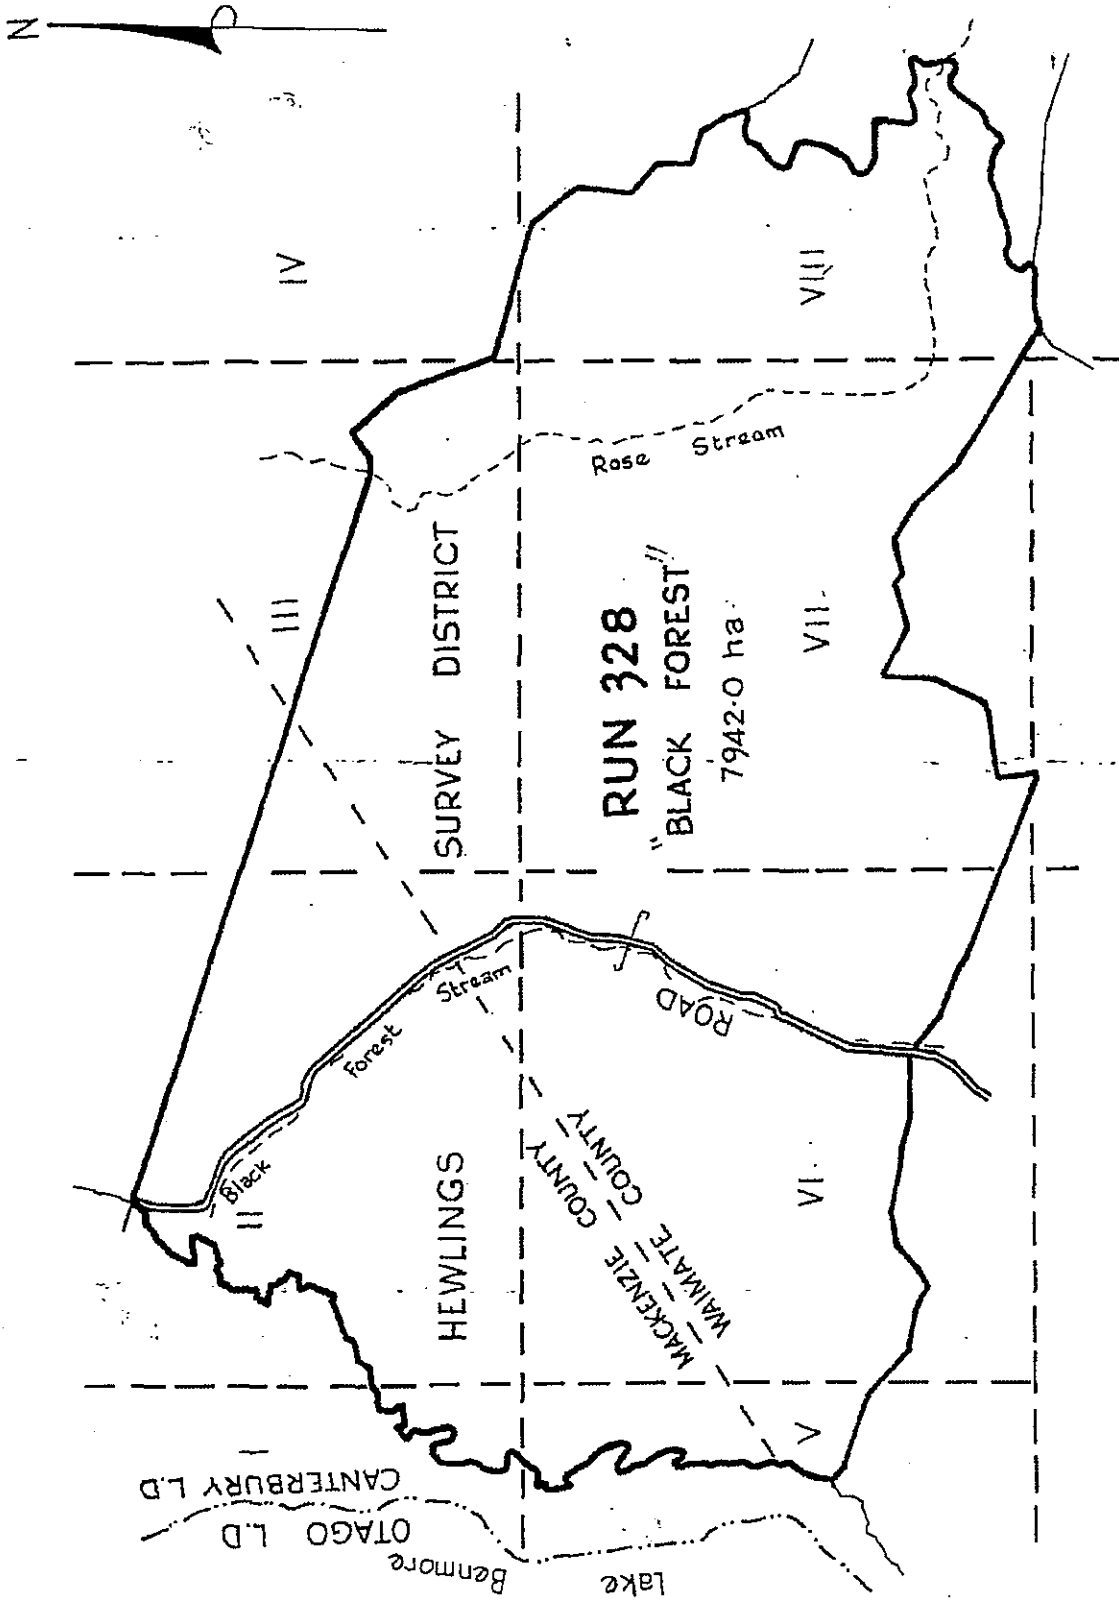 N
IV
III
II
I
VIII
VII.
VI.
V
HEWLINGS SURVEY DISTRICT
RUN 328
"BLACK FOREST"
7942.0 ha.
Rose Stream
Black Forest Stream
ROAD
MACKENZIE COUNTY
WAIMATE COUNTY
CANTERBURY L.D
OTAGO L.D
Lake Benmore